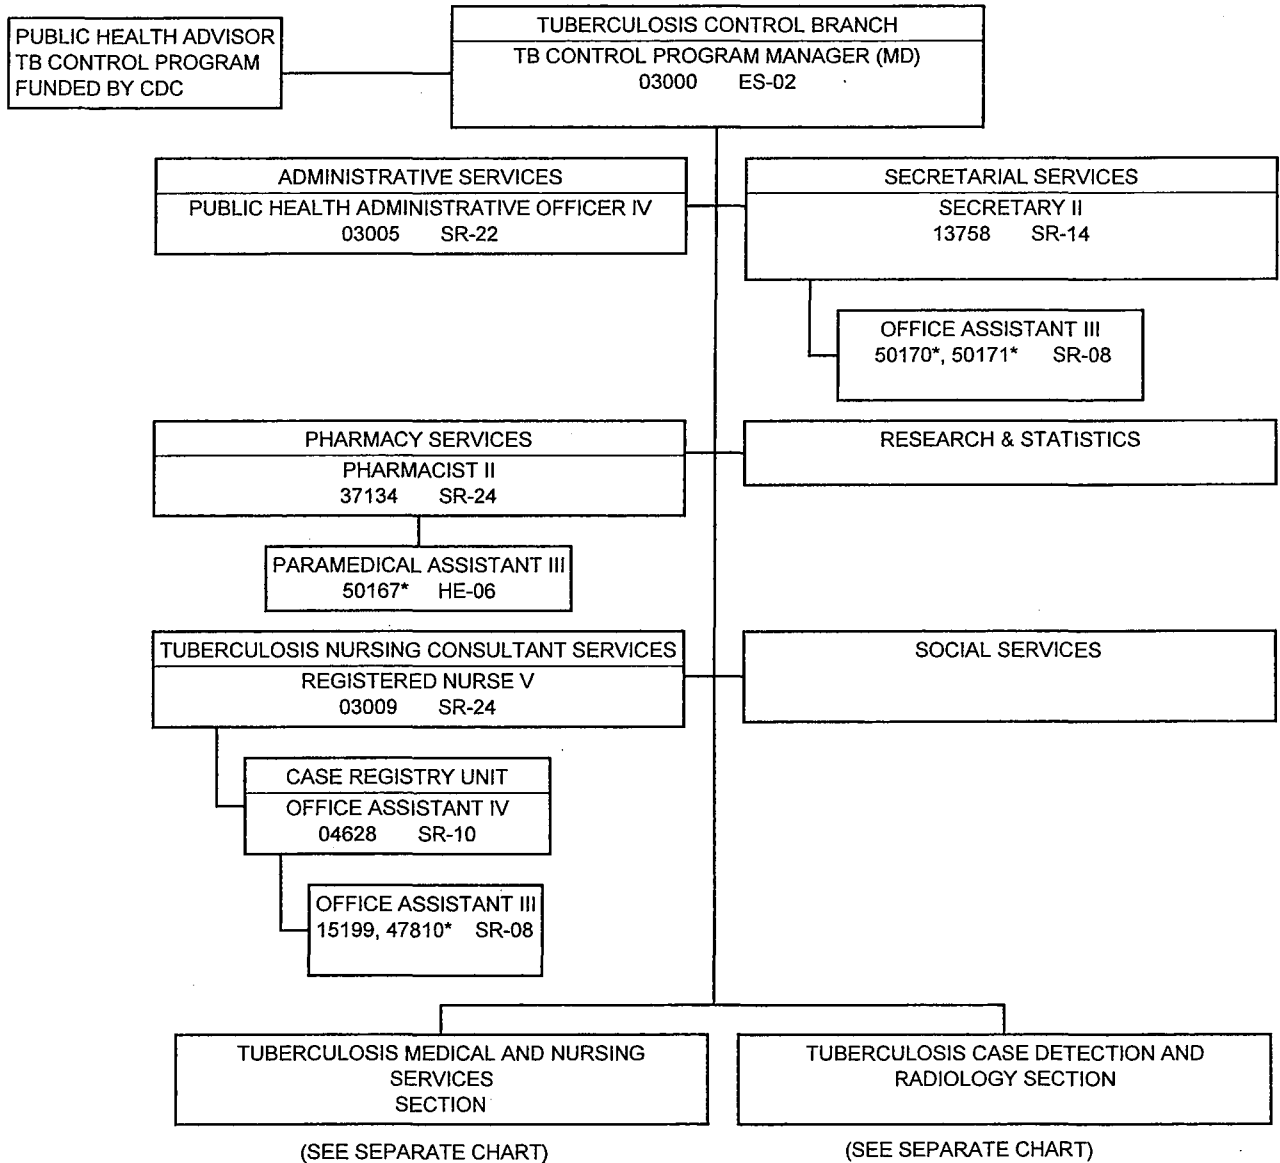 PUBLIC HEALTH ADVISOR
TB CONTROL PROGRAM
FUNDED BY CDC
TUBERCULOSIS CONTROL BRANCH
TB CONTROL PROGRAM MANAGER (MD)
03000 ES-02
ADMINISTRATIVE SERVICES
PUBLIC HEALTH ADMINISTRATIVE OFFICER IV
03005 SR-22
SECRETARIAL SERVICES
SECRETARY II
13758 SR-14
OFFICE ASSISTANT III
50170*, 50171* SR-08
PHARMACY SERVICES
PHARMACIST II
37134 SR-24
RESEARCH & STATISTICS
PARAMEDICAL ASSISTANT III
50167* HE-06
TUBERCULOSIS NURSING CONSULTANT SERVICES
REGISTERED NURSE V
03009 SR-24
SOCIAL SERVICES
CASE REGISTRY UNIT
OFFICE ASSISTANT IV
04628 SR-10
OFFICE ASSISTANT III
15199, 47810* SR-08
TUBERCULOSIS MEDICAL AND NURSING
SERVICES
SECTION
(SEE SEPARATE CHART)
TUBERCULOSIS CASE DETECTION AND
RADIOLOGY SECTION
(SEE SEPARATE CHART)